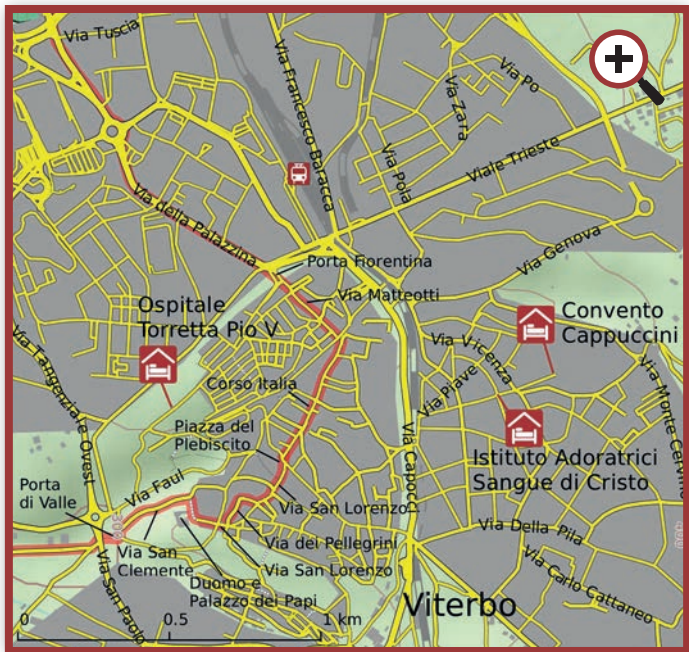 Via Tuscia
Via Francesco Baracca
Via Po
Via Zara
Viale Trieste
Via Pola
Via della Palazzina
Via Genova
Porta Fiorentina
Via Matteotti
Ospitale
Torretta Pio V
Convento
Cappuccini
Via Tangenziale Ovest
Via Vicenza
Via Piave
Via Monte Cervino
Corso Italia
Piazza del
Plebiscito
Via Capocci
Istituto Adoratrici
Sangue di Cristo
Porta
di Valle
Via Faul
Via San Lorenzo
Via Della Pila
Via San
Clemente
Via dei Pellegrini
Via San Lorenzo
Via Carlo Cattaneo
Duomo e
Palazzo dei Papi
Via San Paolo
Viterbo
0 0.5 1 km